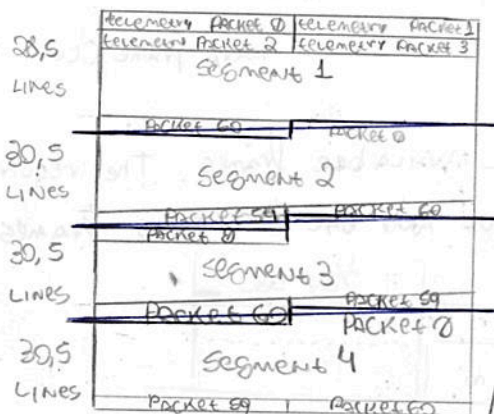 telemetry PACKET 0 telemetry PACKET 1
telemetry PACKET 2 telemetry PACKET 3
28,5 LINES
segment 1
PACKET 60 PACKET 0
30,5 LINES
segment 2
PACKET 59 PACKET 60
PACKET 0
30,5 LINES
segment 3
PACKET 59
PACKET 60 PACKET 0
30,5 LINES
segment 4
PACKET 59 PACKET 60